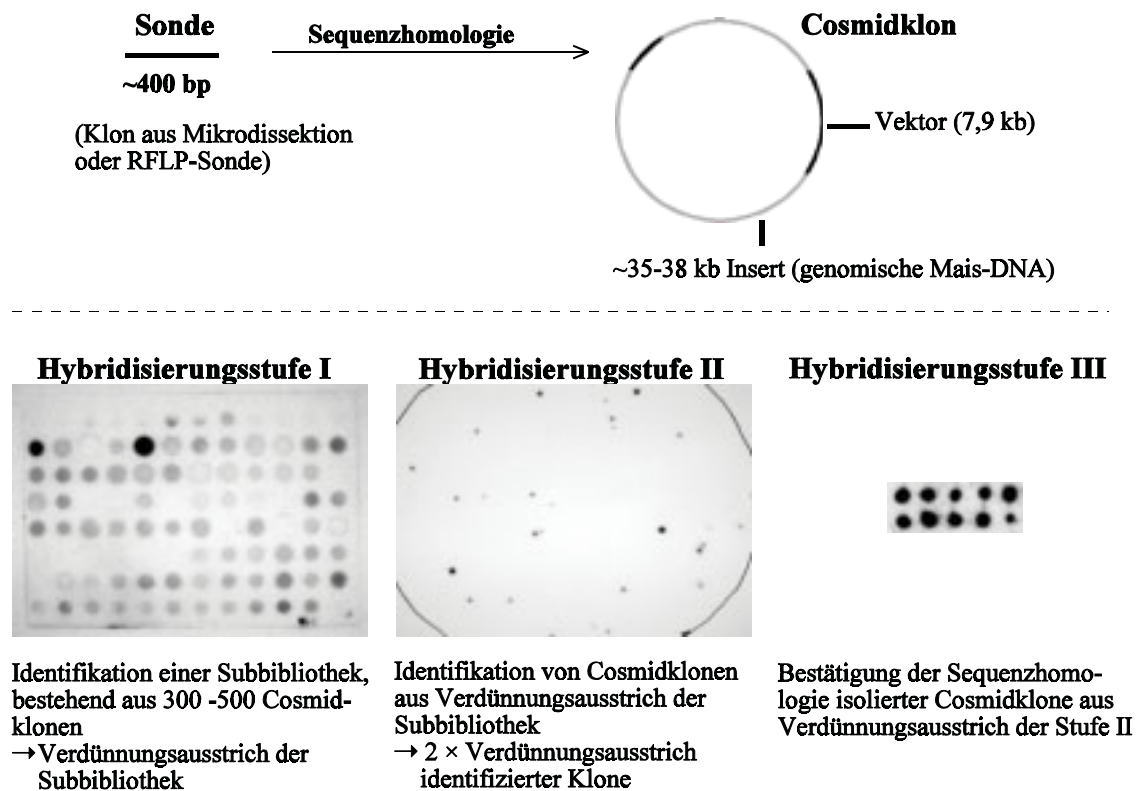 Sonde
Sequenzhomologie
Cosmidklon
~400 bp
(Klon aus Mikrodissektion
oder RFLP-Sonde)
Vektor (7,9 kb)
~35-38 kb Insert (genomische Mais-DNA)
Hybridisierungsstufe I
Identifikation einer Subbibliothek,
bestehend aus 300 -500 Cosmid-
klonen
→Verdünnungsausstrich der
Subbibliothek
Hybridisierungsstufe II
Identifikation von Cosmidklonen
aus Verdünnungsausstrich der
Subbibliothek
→ 2 × Verdünnungsausstrich
identifizierter Klone
Hybridisierungsstufe III
Bestätigung der Sequenzhomo-
logie isolierter Cosmidklone aus
Verdünnungsausstrich der Stufe II